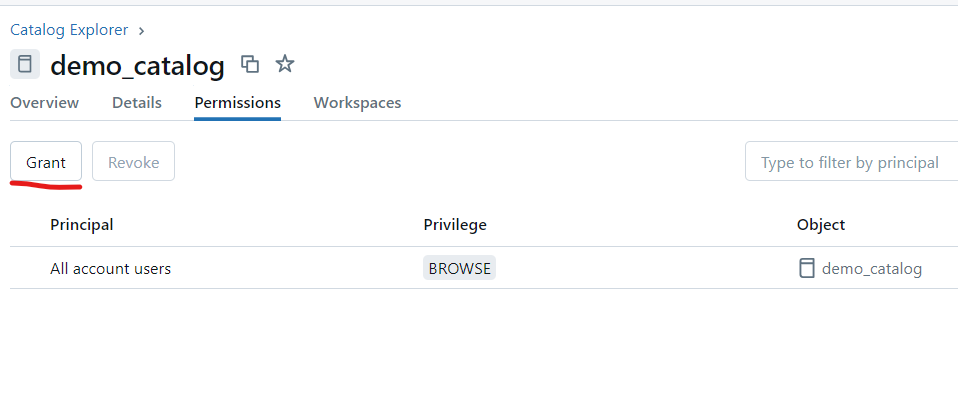 Catalog Explorer
demo_catalog
Overview Details Permissions Workspaces
Grant Revoke Type to filter by principal
Principal Privilege Object
All account users BROWSE demo_catalog